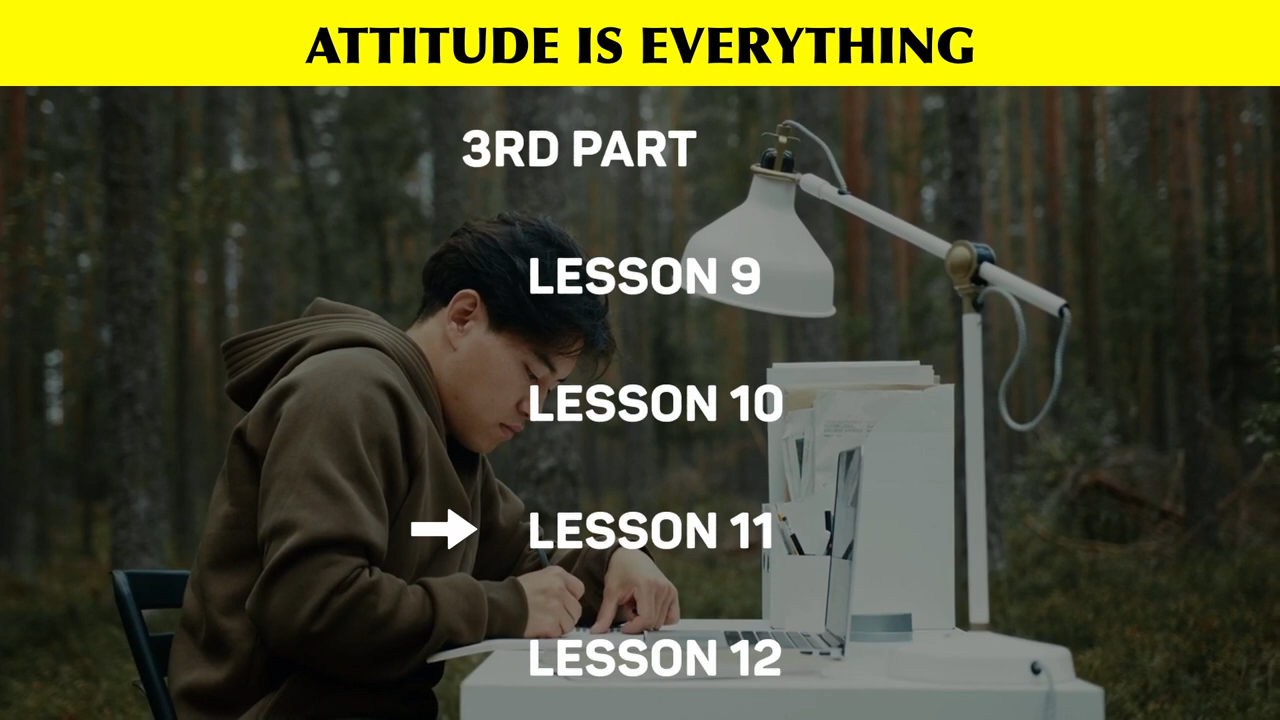 ATTITUDE IS EVERYTHING
3RD PART
LESSON 9
LESSON 10
LESSON 11
LESSON 12